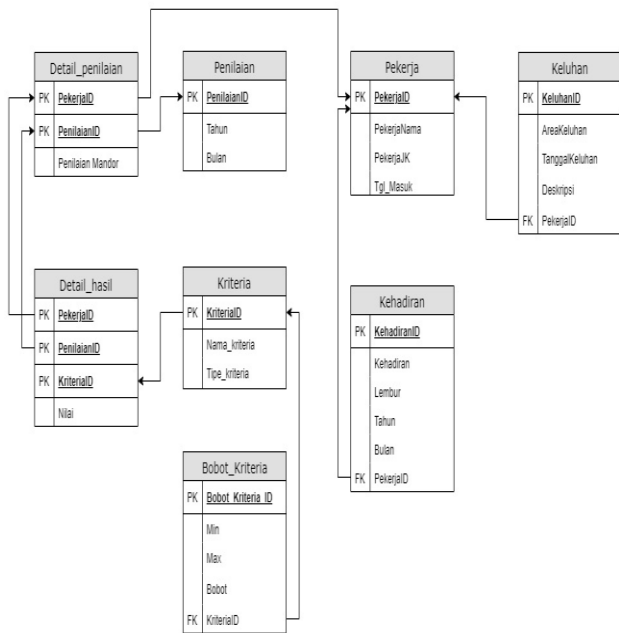 Detail_penilaian
PK PekerjaID
PK PenilaianID
Penilaian Mandor
Penilaian
PK PenilaianID
Tahun
Bulan
Pekerja
PK PekerjaID
PekerjaNama
PekerjaJK
Tgl_Masuk
Keluhan
PK KeluhanID
AreaKeluhan
TanggalKeluhan
Deskripsi
FK PekerjaID
Detail_hasil
PK PekerjaID
PK PenilaianID
PK KriteriaID
Nilai
Kriteria
PK KriteriaID
Nama_kriteria
Tipe_kriteria
Kehadiran
PK KehadiranID
Kehadiran
Lembur
Tahun
Bulan
FK PekerjaID
Bobot_Kriteria
PK Bobot_Kriteria_ID
Min
Max
Bobot
FK KriteriaID